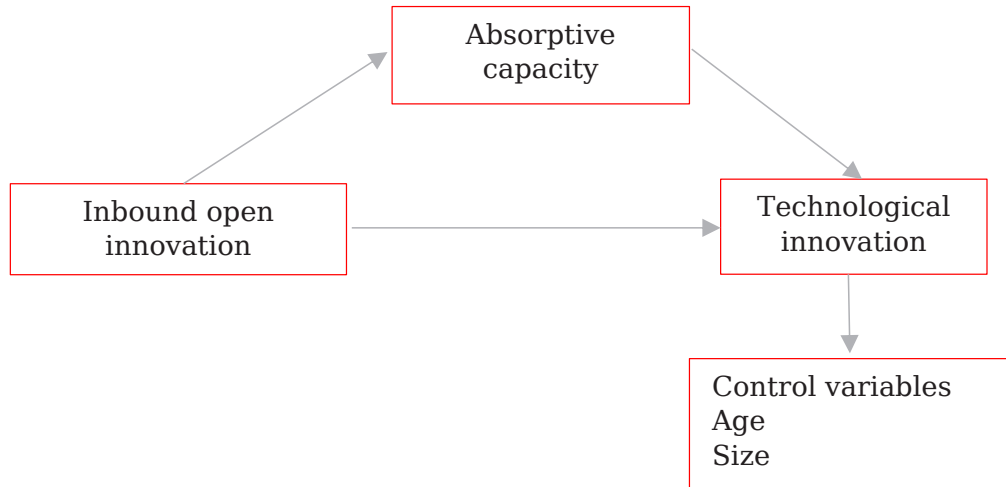 Absorptive
capacity
Inbound open
innovation
Technological
innovation
Control variables
Age
Size